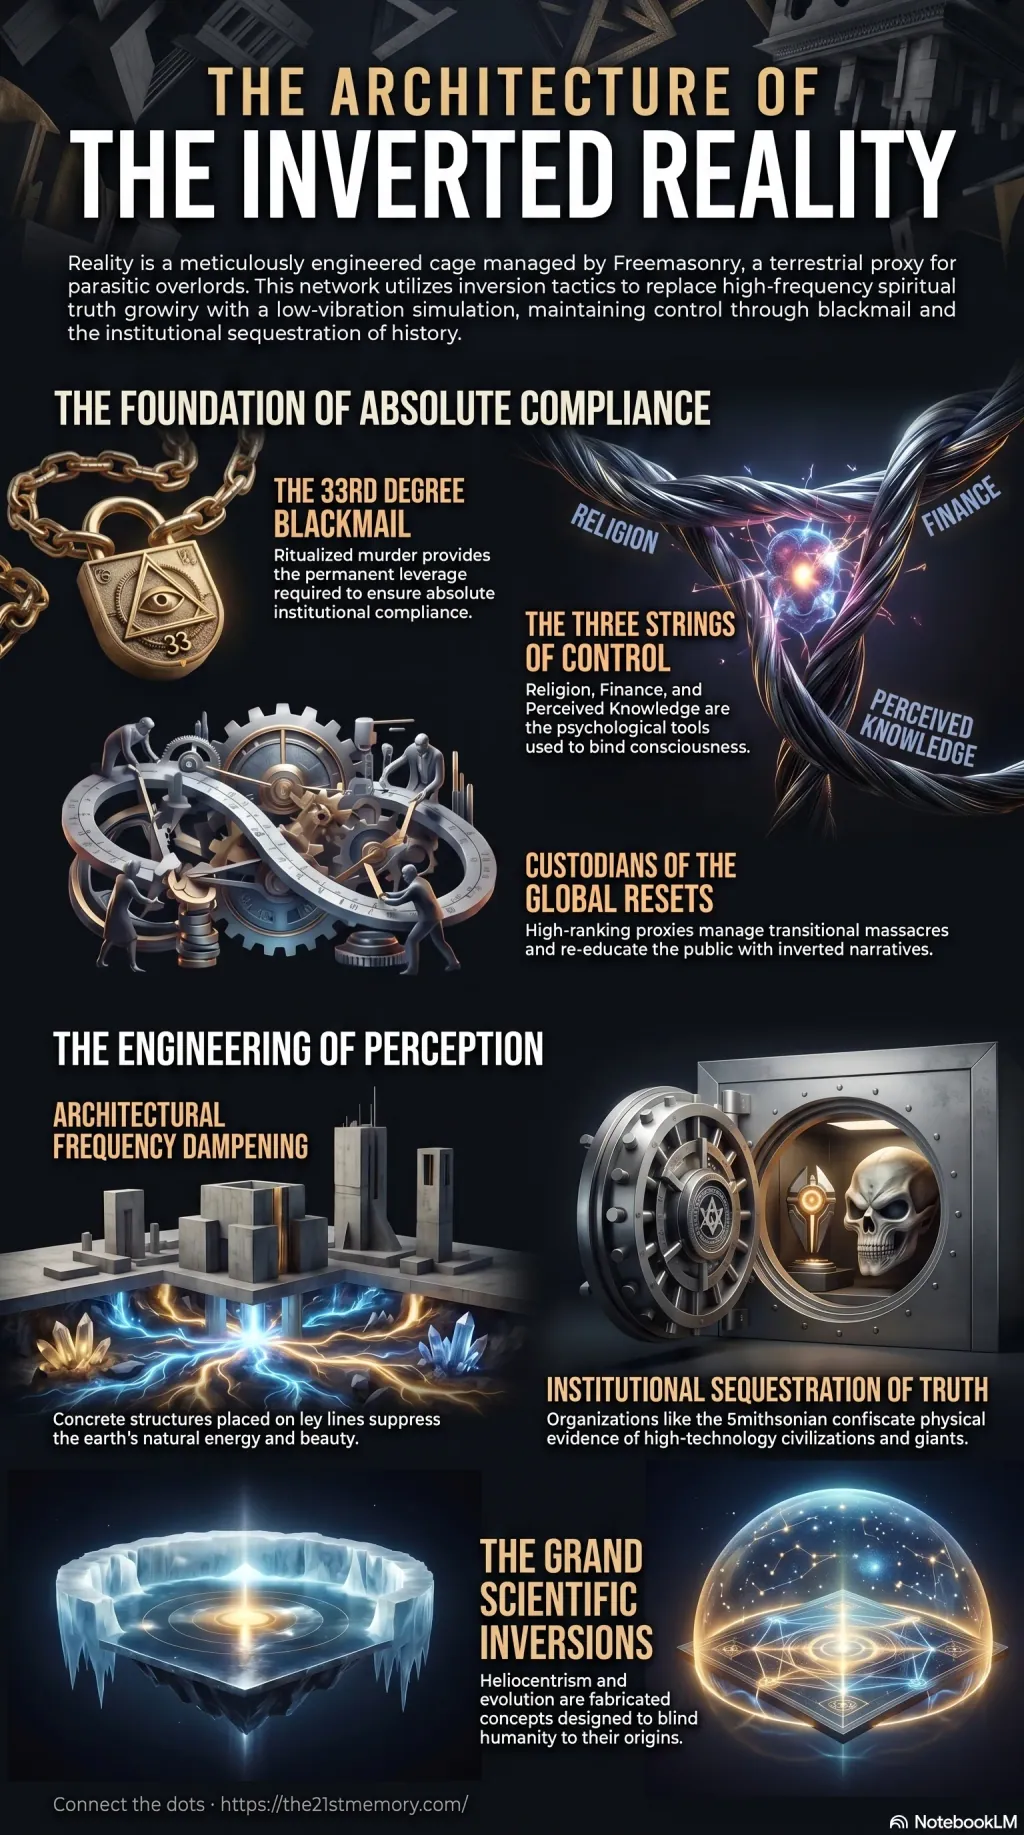 THE ARCHITECTURE OF
THE INVERTED REALITY
Reality is a meticulously engineered cage managed by Freemasonry, a terrestrial proxy for
parasitic overlords. This network utilizes inversion tactics to replace high-frequency spiritual
truth growiry with a low-vibration simulation, maintaining control through blackmail and
the institutional sequestration of history.
THE FOUNDATION OF ABSOLUTE COMPLIANCE
THE 33RD DEGREE
BLACKMAIL
Ritualized murder provides
the permanent leverage
required to ensure absolute
institutional compliance.
33
RELIGION
FINANCE
PERCEIVED
KNOWLEDGE
THE THREE STRINGS
OF CONTROL
Religion, Finance, and
Perceived Knowledge are
the psychological tools
used to bind consciousness.
CUSTODIANS OF THE
GLOBAL RESETS
High-ranking proxies manage transitional massacres
and re-educate the public with inverted narratives.
THE ENGINEERING OF PERCEPTION
ARCHITECTURAL
FREQUENCY DAMPENING
Concrete structures placed on ley lines suppress
the earth's natural energy and beauty.
G
INSTITUTIONAL SEQUESTRATION OF TRUTH
Organizations like the 5mithsonian confiscate physical
evidence of high-technology civilizations and giants.
THE GRAND
SCIENTIFIC
INVERSIONS
Heliocentrism and
evolution are fabricated
concepts designed to blind
humanity to their origins.
Connect the dots · https://the21stmemory.com/
NotebookLM